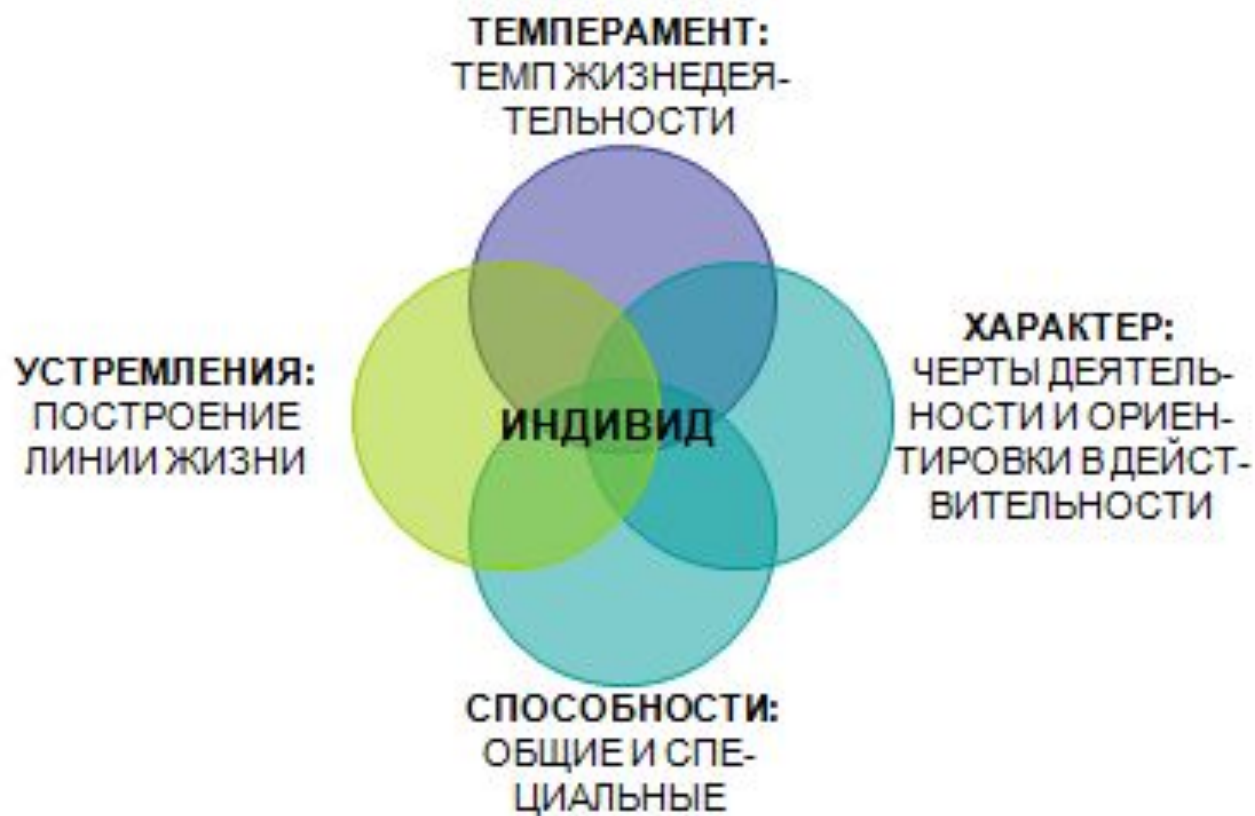 ТЕМПЕРАМЕНТ:
ТЕМП ЖИЗНЕДЕЯ-
ТЕЛЬНОСТИ
УСТРЕМЛЕНИЯ:
ПОСТРОЕНИЕ
ЛИНИИ ЖИЗНИ
ИНДИВИД
ХАРАКТЕР:
ЧЕРТЫ ДЕЯТЕЛЬ-
НОСТИ И ОРИЕН-
ТИРОВКИ В ДЕЙСТ-
ВИТЕЛЬНОСТИ
СПОСОБНОСТИ:
ОБЩИЕ И СПЕ-
ЦИАЛЬНЫЕ